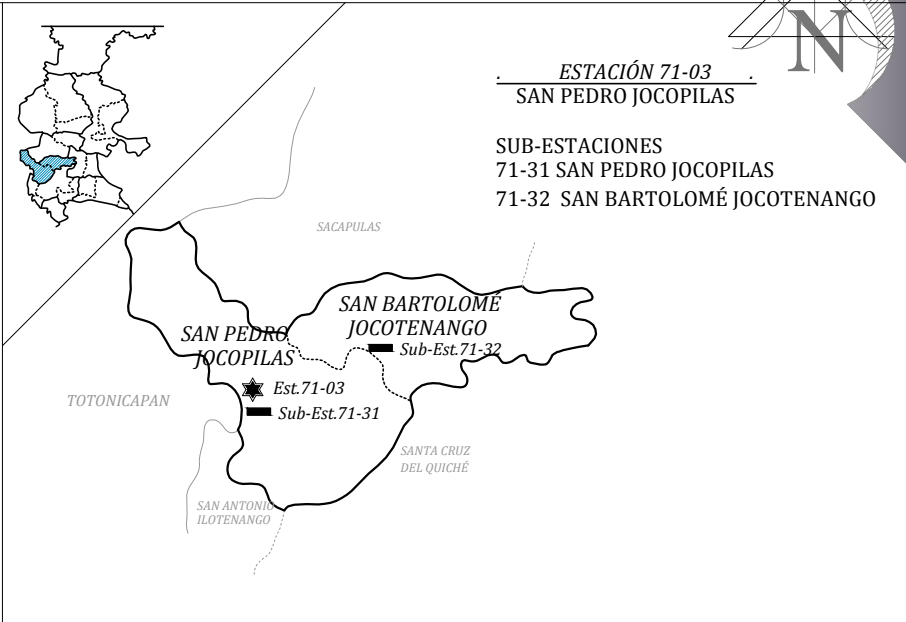 N
. ESTACIÓN 71-03 .
SAN PEDRO JOCOPILAS
SUB-ESTACIONES
71-31 SAN PEDRO JOCOPILAS
71-32 SAN BARTOLOMÉ JOCOTENANGO
SACAPULAS
SAN BARTOLOMÉ
JOCOTENANGO
Sub-Est.71-32
SAN PEDRO
JOCOPILAS
Est.71-03
Sub-Est.71-31
TOTONICAPAN
SANTA CRUZ
DEL QUICHÉ
SAN ANTONIO
ILOTENANGO